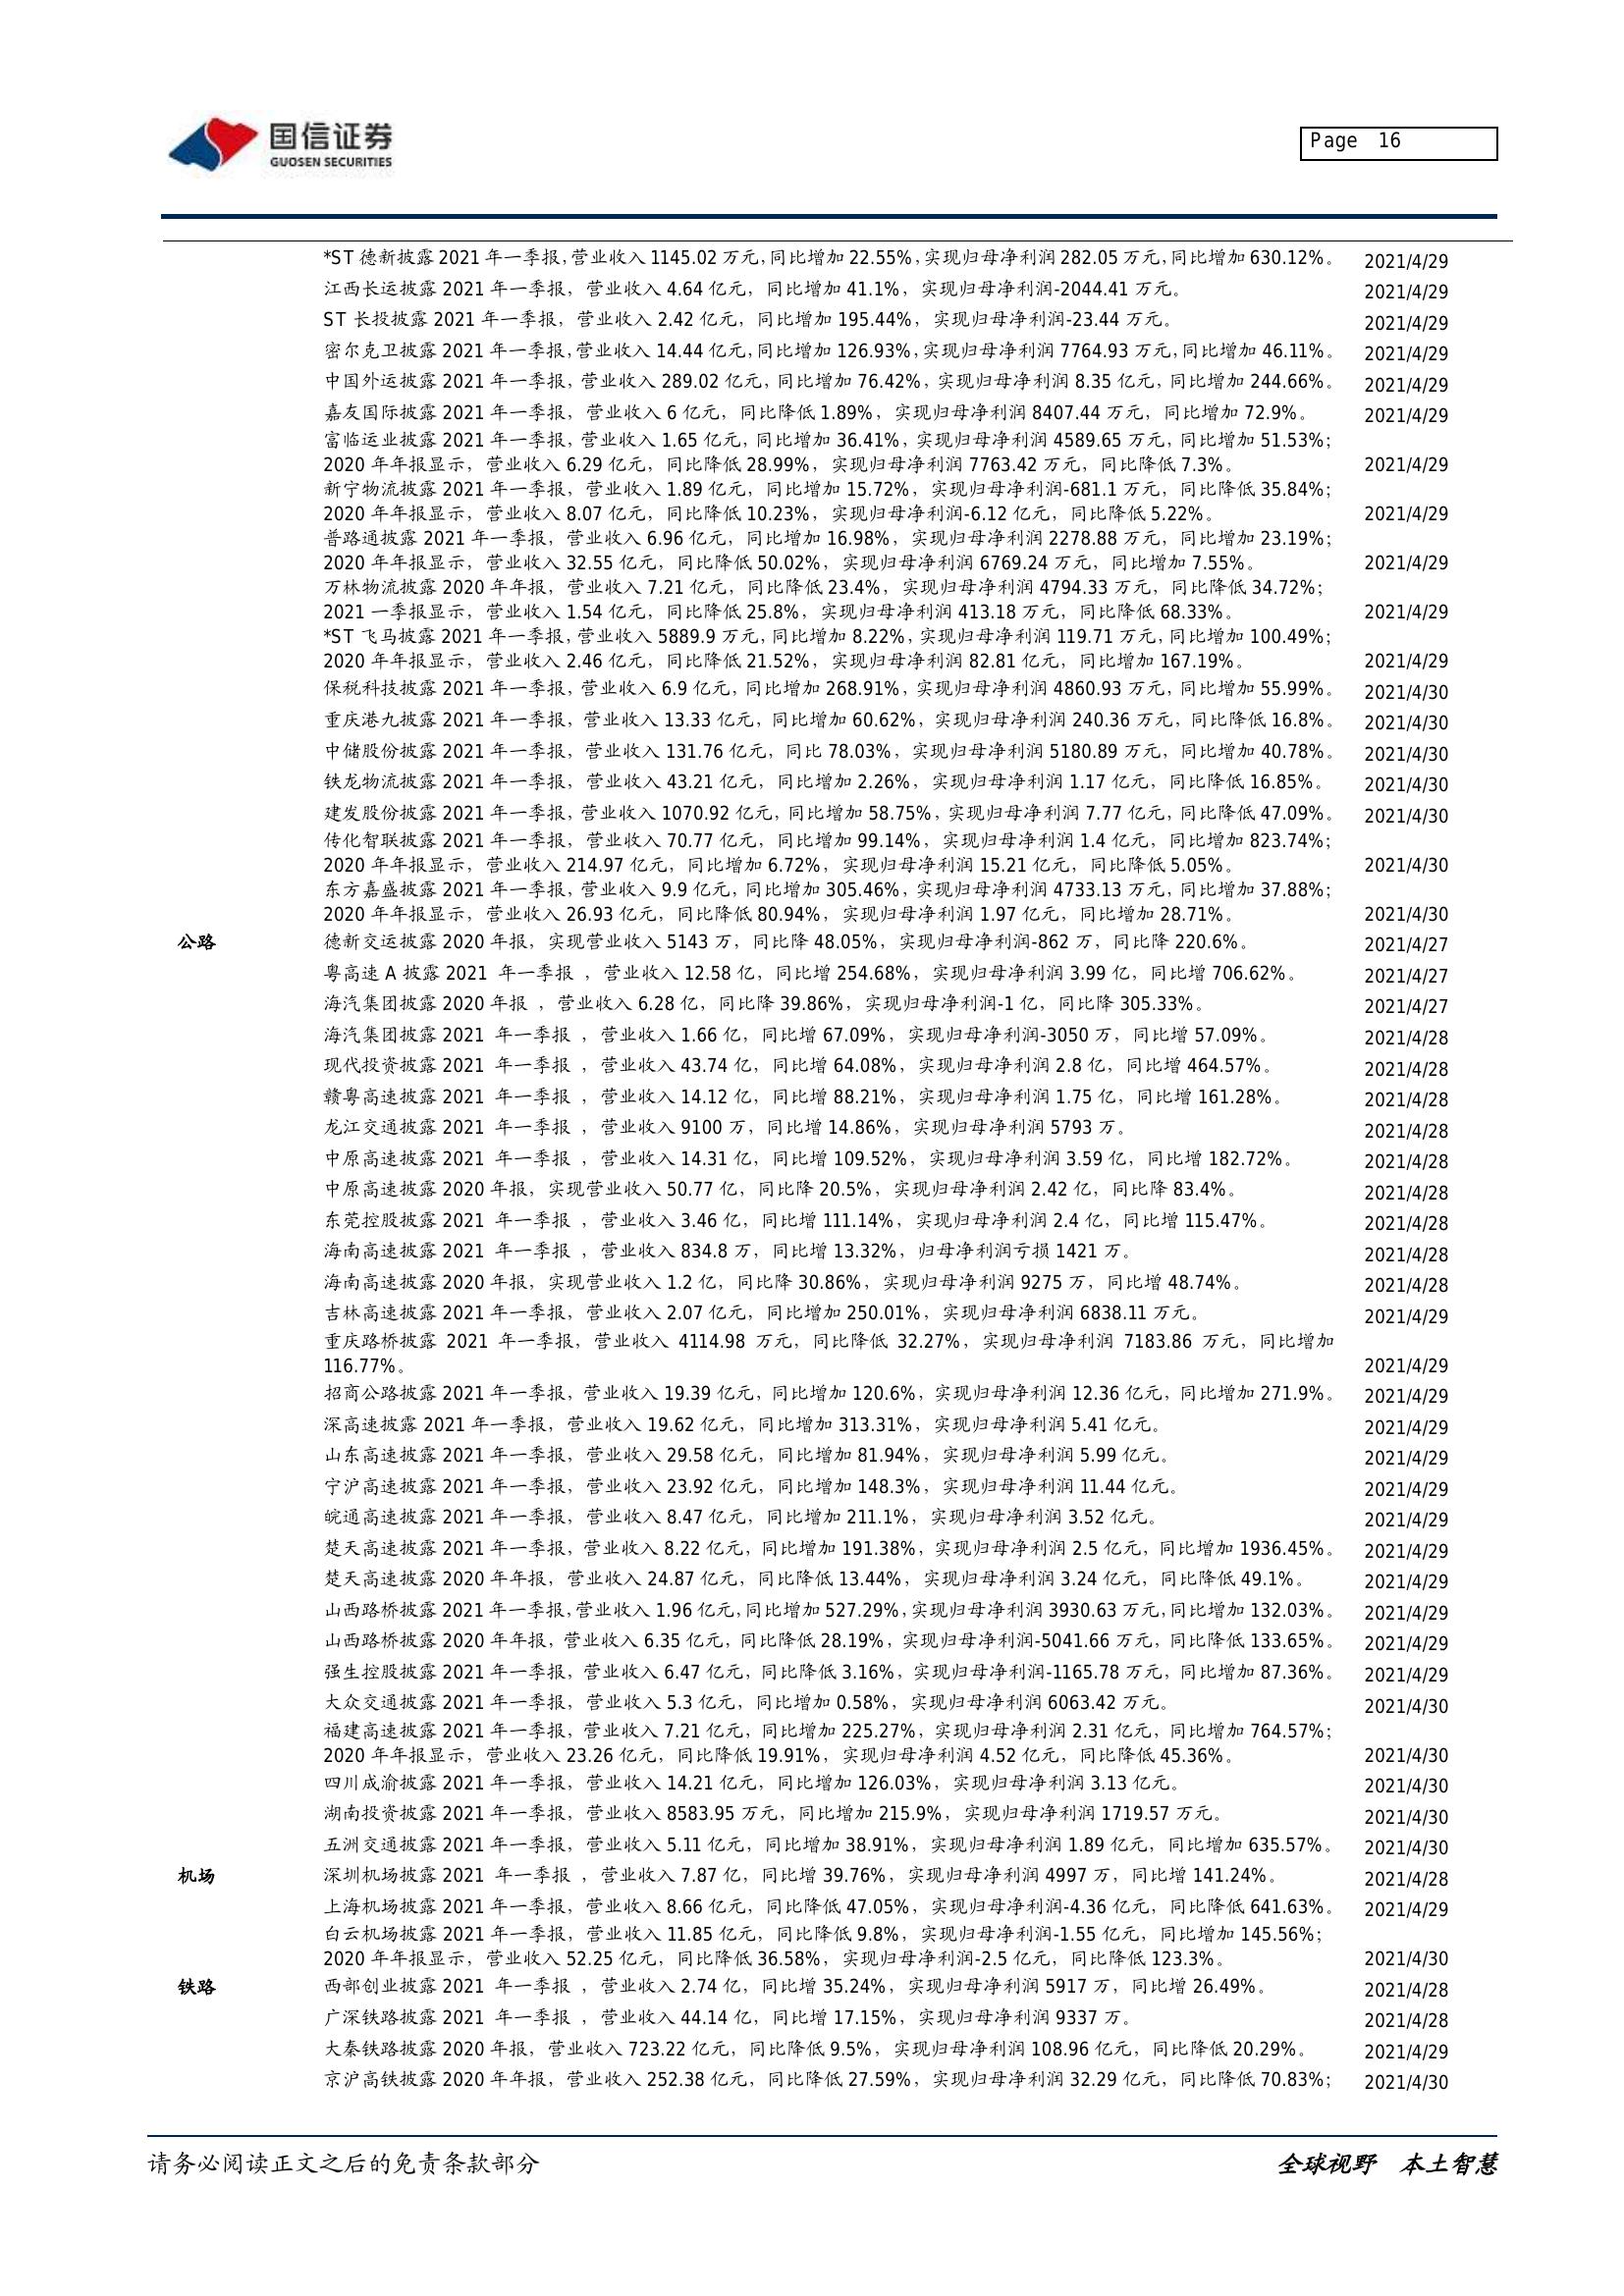 国信证券
GUOSEN SECURITIES
Page 16
*ST 德新披露 2021 年一季报，营业收入 1145.02 万元，同比增加 22.55%，实现归母净利润 282.05 万元，同比增加 630.12%。 2021/4/29
江西长运披露 2021 年一季报，营业收入 4.64 亿元，同比增加 41.1%，实现归母净利润-2044.41 万元。 2021/4/29
ST 长投披露 2021 年一季报，营业收入 2.42 亿元，同比增加 195.44%，实现归母净利润-23.44 万元。 2021/4/29
密尔克卫披露 2021 年一季报，营业收入 14.44 亿元，同比增加 126.93%，实现归母净利润 7764.93 万元，同比增加 46.11%。 2021/4/29
中国外运披露 2021 年一季报，营业收入 289.02 亿元，同比增加 76.42%，实现归母净利润 8.35 亿元，同比增加 244.66%。 2021/4/29
嘉友国际披露 2021 年一季报，营业收入 6 亿元，同比降低 1.89%，实现归母净利润 8407.44 万元，同比增加 72.9%。 2021/4/29
富临运业披露 2021 年一季报，营业收入 1.65 亿元，同比增加 36.41%，实现归母净利润 4589.65 万元，同比增加 51.53%；
2020 年年报显示，营业收入 6.29 亿元，同比降低 28.99%，实现归母净利润 7763.42 万元，同比降低 7.3%。 2021/4/29
新宁物流披露 2021 年一季报，营业收入 1.89 亿元，同比增加 15.72%，实现归母净利润-681.1 万元，同比降低 35.84%；
2020 年年报显示，营业收入 8.07 亿元，同比降低 10.23%，实现归母净利润-6.12 亿元，同比降低 5.22%。 2021/4/29
普路通披露 2021 年一季报，营业收入 6.96 亿元，同比增加 16.98%，实现归母净利润 2278.88 万元，同比增加 23.19%；
2020 年年报显示，营业收入 32.55 亿元，同比降低 50.02%，实现归母净利润 6769.24 万元，同比增加 7.55%。 2021/4/29
万林物流披露 2020 年年报，营业收入 7.21 亿元，同比降低 23.4%，实现归母净利润 4794.33 万元，同比降低 34.72%；
2021 一季报显示，营业收入 1.54 亿元，同比降低 25.8%，实现归母净利润 413.18 万元，同比降低 68.33%。 2021/4/29
*ST 飞马披露 2021 年一季报，营业收入 5889.9 万元，同比增加 8.22%，实现归母净利润 119.71 万元，同比增加 100.49%；
2020 年年报显示，营业收入 2.46 亿元，同比降低 21.52%，实现归母净利润 82.81 亿元，同比增加 167.19%。 2021/4/29
保税科技披露 2021 年一季报，营业收入 6.9 亿元，同比增加 268.91%，实现归母净利润 4860.93 万元，同比增加 55.99%。 2021/4/30
重庆港九披露 2021 年一季报，营业收入 13.33 亿元，同比增加 60.62%，实现归母净利润 240.36 万元，同比降低 16.8%。 2021/4/30
中储股份披露 2021 年一季报，营业收入 131.76 亿元，同比 78.03%，实现归母净利润 5180.89 万元，同比增加 40.78%。 2021/4/30
铁龙物流披露 2021 年一季报，营业收入 43.21 亿元，同比增加 2.26%，实现归母净利润 1.17 亿元，同比降低 16.85%。 2021/4/30
建发股份披露 2021 年一季报，营业收入 1070.92 亿元，同比增加 58.75%，实现归母净利润 7.77 亿元，同比降低 47.09%。 2021/4/30
传化智联披露 2021 年一季报，营业收入 70.77 亿元，同比增加 99.14%，实现归母净利润 1.4 亿元，同比增加 823.74%；
2020 年年报显示，营业收入 214.97 亿元，同比增加 6.72%，实现归母净利润 15.21 亿元，同比降低 5.05%。 2021/4/30
东方嘉盛披露 2021 年一季报，营业收入 9.9 亿元，同比增加 305.46%，实现归母净利润 4733.13 万元，同比增加 37.88%；
2020 年年报显示，营业收入 26.93 亿元，同比降低 80.94%，实现归母净利润 1.97 亿元，同比增加 28.71%。 2021/4/30
公路 德新交运披露 2020 年报，实现营业收入 5143 万，同比降 48.05%，实现归母净利润-862 万，同比降 220.6%。 2021/4/27
粤高速 A 披露 2021 年一季报 ，营业收入 12.58 亿，同比增 254.68%，实现归母净利润 3.99 亿，同比增 706.62%。 2021/4/27
海汽集团披露 2020 年报 ，营业收入 6.28 亿，同比降 39.86%，实现归母净利润-1 亿，同比降 305.33%。 2021/4/27
海汽集团披露 2021 年一季报 ，营业收入 1.66 亿，同比增 67.09%，实现归母净利润-3050 万，同比增 57.09%。 2021/4/28
现代投资披露 2021 年一季报 ，营业收入 43.74 亿，同比增 64.08%，实现归母净利润 2.8 亿，同比增 464.57%。 2021/4/28
赣粤高速披露 2021 年一季报 ，营业收入 14.12 亿，同比增 88.21%，实现归母净利润 1.75 亿，同比增 161.28%。 2021/4/28
龙江交通披露 2021 年一季报 ，营业收入 9100 万，同比增 14.86%，实现归母净利润 5793 万。 2021/4/28
中原高速披露 2021 年一季报 ，营业收入 14.31 亿，同比增 109.52%，实现归母净利润 3.59 亿，同比增 182.72%。 2021/4/28
中原高速披露 2020 年报，实现营业收入 50.77 亿，同比降 20.5%，实现归母净利润 2.42 亿，同比降 83.4%。 2021/4/28
东莞控股披露 2021 年一季报 ，营业收入 3.46 亿，同比增 111.14%，实现归母净利润 2.4 亿，同比增 115.47%。 2021/4/28
海南高速披露 2021 年一季报 ，营业收入 834.8 万，同比增 13.32%，归母净利润亏损 1421 万。 2021/4/28
海南高速披露 2020 年报，实现营业收入 1.2 亿，同比降 30.86%，实现归母净利润 9275 万，同比增 48.74%。 2021/4/28
吉林高速披露 2021 年一季报，营业收入 2.07 亿元，同比增加 250.01%，实现归母净利润 6838.11 万元。 2021/4/29
重庆路桥披露 2021 年一季报，营业收入 4114.98 万元，同比降低 32.27%，实现归母净利润 7183.86 万元，同比增加
116.77%。 2021/4/29
招商公路披露 2021 年一季报，营业收入 19.39 亿元，同比增加 120.6%，实现归母净利润 12.36 亿元，同比增加 271.9%。 2021/4/29
深高速披露 2021 年一季报，营业收入 19.62 亿元，同比增加 313.31%，实现归母净利润 5.41 亿元。 2021/4/29
山东高速披露 2021 年一季报，营业收入 29.58 亿元，同比增加 81.94%，实现归母净利润 5.99 亿元。 2021/4/29
宁沪高速披露 2021 年一季报，营业收入 23.92 亿元，同比增加 148.3%，实现归母净利润 11.44 亿元。 2021/4/29
皖通高速披露 2021 年一季报，营业收入 8.47 亿元，同比增加 211.1%，实现归母净利润 3.52 亿元。 2021/4/29
楚天高速披露 2021 年一季报，营业收入 8.22 亿元，同比增加 191.38%，实现归母净利润 2.5 亿元，同比增加 1936.45%。 2021/4/29
楚天高速披露 2020 年年报，营业收入 24.87 亿元，同比降低 13.44%，实现归母净利润 3.24 亿元，同比降低 49.1%。 2021/4/29
山西路桥披露 2021 年一季报，营业收入 1.96 亿元，同比增加 527.29%，实现归母净利润 3930.63 万元，同比增加 132.03%。 2021/4/29
山西路桥披露 2020 年年报，营业收入 6.35 亿元，同比降低 28.19%，实现归母净利润-5041.66 万元，同比降低 133.65%。 2021/4/29
强生控股披露 2021 年一季报，营业收入 6.47 亿元，同比降低 3.16%，实现归母净利润-1165.78 万元，同比增加 87.36%。 2021/4/29
大众交通披露 2021 年一季报，营业收入 5.3 亿元，同比增加 0.58%，实现归母净利润 6063.42 万元。 2021/4/30
福建高速披露 2021 年一季报，营业收入 7.21 亿元，同比增加 225.27%，实现归母净利润 2.31 亿元，同比增加 764.57%；
2020 年年报显示，营业收入 23.26 亿元，同比降低 19.91%，实现归母净利润 4.52 亿元，同比降低 45.36%。 2021/4/30
四川成渝披露 2021 年一季报，营业收入 14.21 亿元，同比增加 126.03%，实现归母净利润 3.13 亿元。 2021/4/30
湖南投资披露 2021 年一季报，营业收入 8583.95 万元，同比增加 215.9%，实现归母净利润 1719.57 万元。 2021/4/30
五洲交通披露 2021 年一季报，营业收入 5.11 亿元，同比增加 38.91%，实现归母净利润 1.89 亿元，同比增加 635.57%。 2021/4/30
机场 深圳机场披露 2021 年一季报 ，营业收入 7.87 亿，同比增 39.76%，实现归母净利润 4997 万，同比增 141.24%。 2021/4/28
上海机场披露 2021 年一季报，营业收入 8.66 亿元，同比降低 47.05%，实现归母净利润-4.36 亿元，同比降低 641.63%。 2021/4/29
白云机场披露 2021 年一季报，营业收入 11.85 亿元，同比降低 9.8%，实现归母净利润-1.55 亿元，同比增加 145.56%；
2020 年年报显示，营业收入 52.25 亿元，同比降低 36.58%，实现归母净利润-2.5 亿元，同比降低 123.3%。 2021/4/30
铁路 西部创业披露 2021 年一季报 ，营业收入 2.74 亿，同比增 35.24%，实现归母净利润 5917 万，同比增 26.49%。 2021/4/28
广深铁路披露 2021 年一季报 ，营业收入 44.14 亿，同比增 17.15%，实现归母净利润 9337 万。 2021/4/28
大秦铁路披露 2020 年报，营业收入 723.22 亿元，同比降低 9.5%，实现归母净利润 108.96 亿元，同比降低 20.29%。 2021/4/29
京沪高铁披露 2020 年年报，营业收入 252.38 亿元，同比降低 27.59%，实现归母净利润 32.29 亿元，同比降低 70.83%； 2021/4/30
请务必阅读正文之后的免责条款部分 全球视野 本土智慧